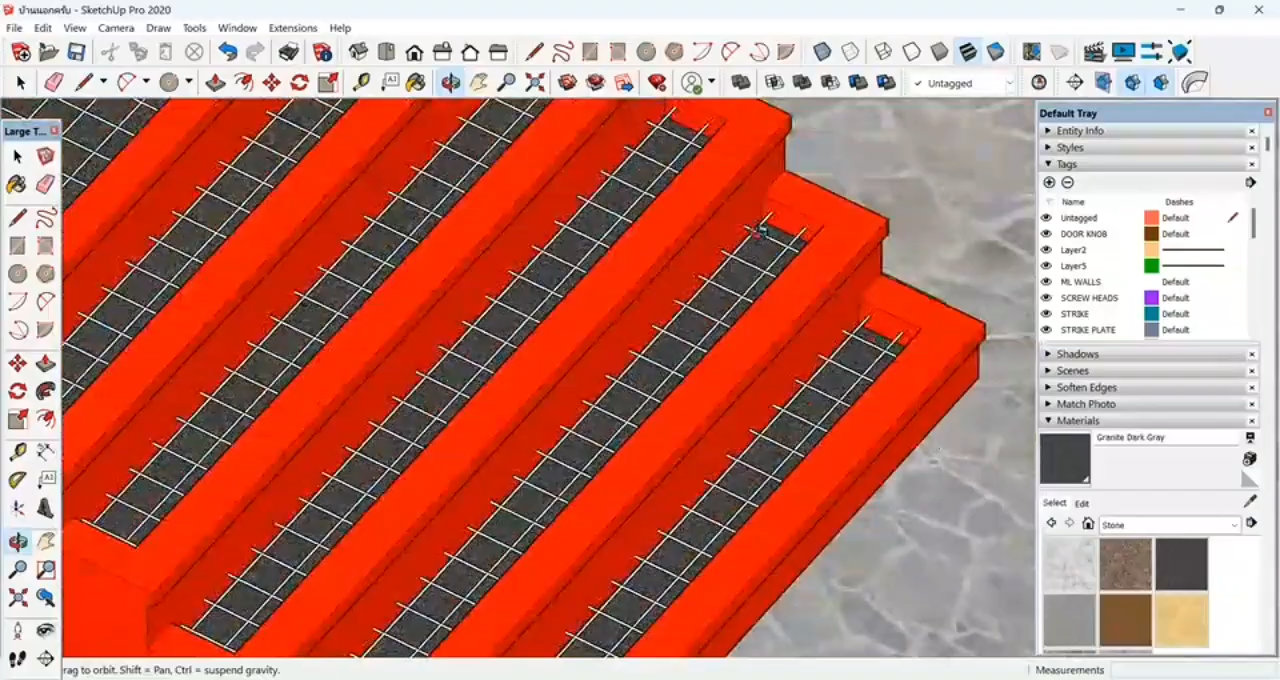 บ้านนอกครับ - SketchUp Pro 2020
File Edit View Camera Draw Tools Window Extensions Help
Untagged
Large T...
Default Tray
Entity Info
Styles
Tags
Name Dashes
Untagged Default
DOOR KNOB Default
Layer2
Layer5
ML WALLS Default
SCREW HEADS Default
STRIKE Default
STRIKE PLATE Default
Shadows
Scenes
Soften Edges
Match Photo
Materials
Granite Dark Gray
Select Edit
Stone
rag to orbit. Shift = Pan, Ctrl = suspend gravity.
Measurements